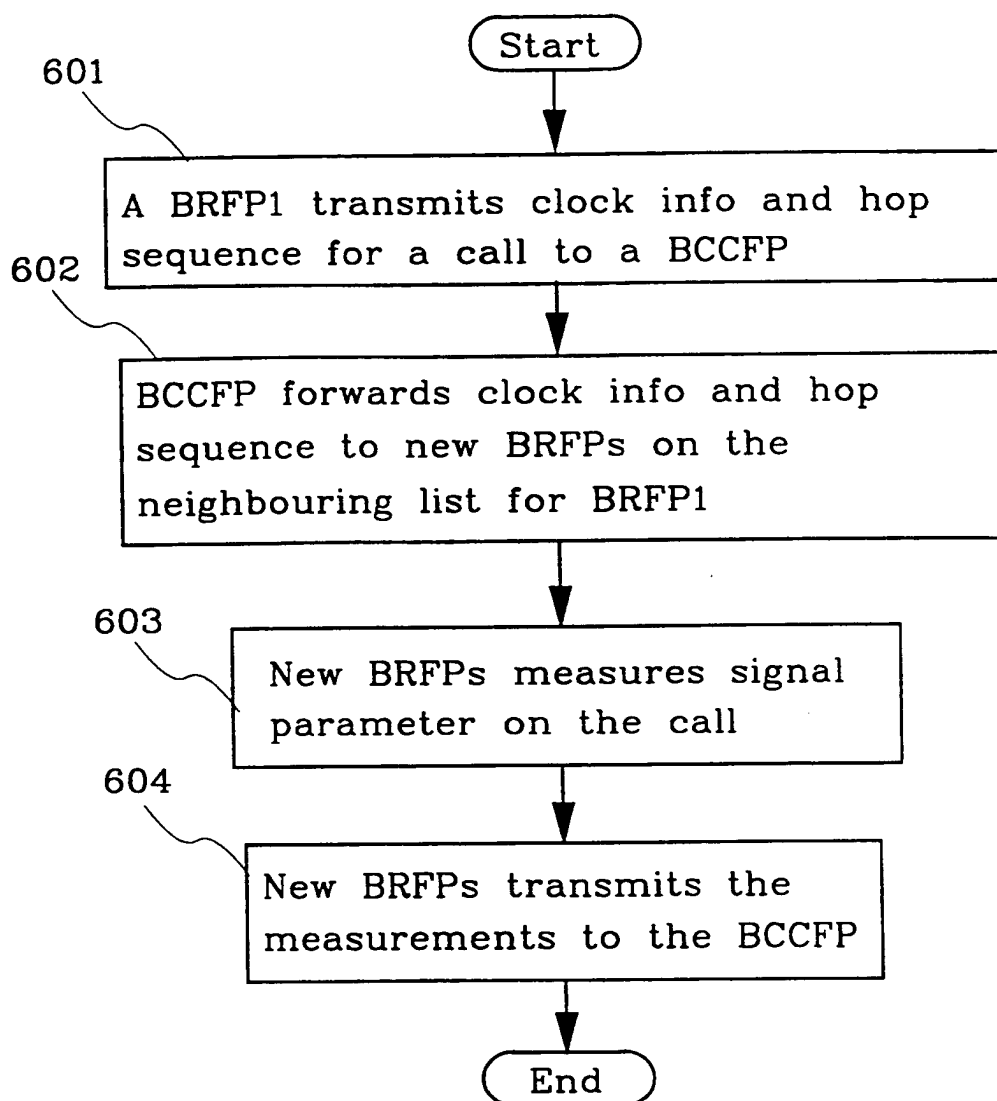 Start
601
A BRFP1 transmits clock info and hop
sequence for a call to a BCCFP
602
BCCFP forwards clock info and hop
sequence to new BRFPs on the
neighbouring list for BRFP1
603
New BRFPs measures signal
parameter on the call
604
New BRFPs transmits the
measurements to the BCCFP
End